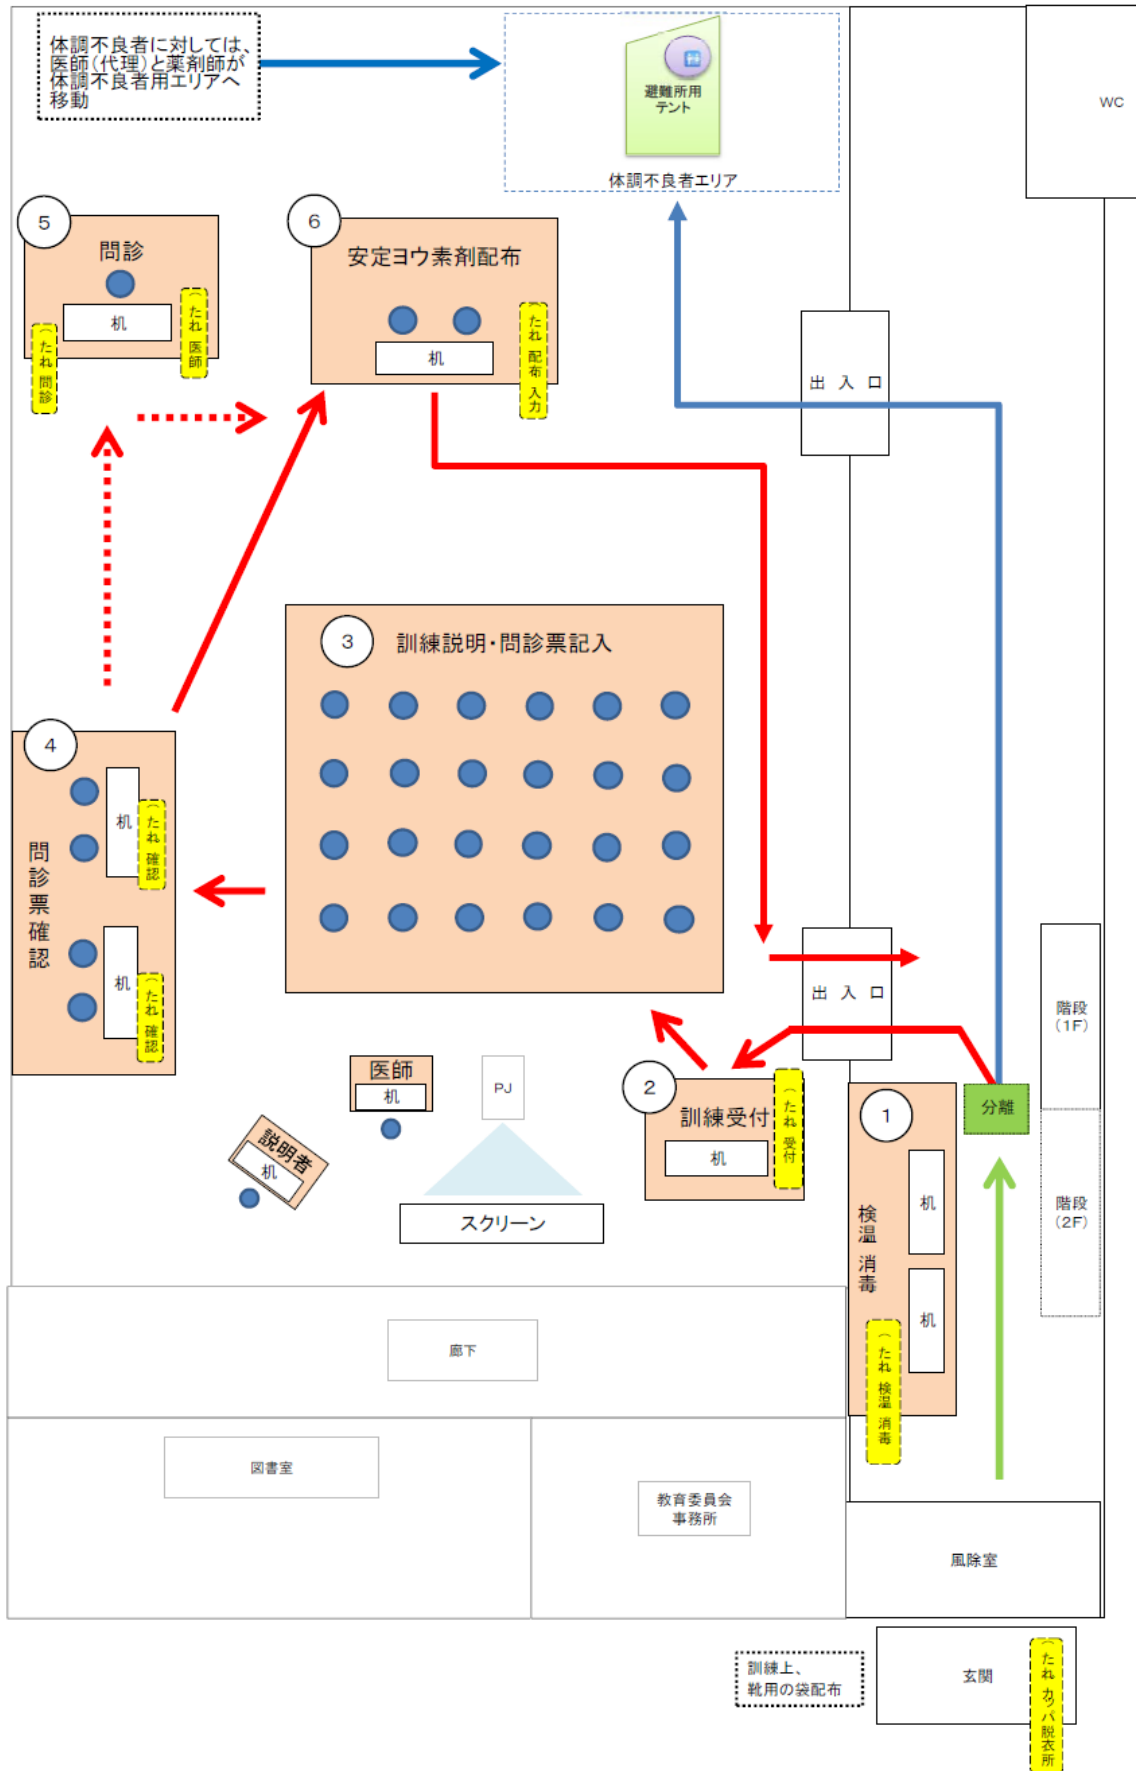 体調不良者に対しては、
医師（代理）と薬剤師が
体調不良者用エリアへ
移動
避難所用
テント
体調不良者エリア
WC
5
問診
机
（たれ 問診
（たれ 医師
6
安定ヨウ素剤配布
机
（たれ 配布 入力
出 入 口
3
訓練説明・問診票記入
4
問診票確認
机
（たれ 確認
机
（たれ 確認
出 入 口
階段
（1F）
階段
（2F）
医師
机
PJ
説明者
机
スクリーン
2
訓練受付
机
（たれ 受付
1
検温 消毒
机
机
（たれ 検温 消毒
分離
廊下
図書室
教育委員会
事務所
風除室
訓練上、
靴用の袋配布
玄関
（たれ カッパ脱衣所